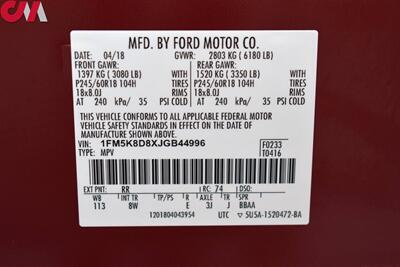 CM
MFD. BY FORD MOTOR CO.
DATE: 04/18 GVWR: 2803 KG ( 6180 LB)
FRONT GAWR: REAR GAWR:
1397 KG ( 3080 LB) WITH 1520 KG ( 3350 LB) WITH
P245/60R18 104H TIRES P245/60R18 104H TIRES
18x8.0J RIMS 18x8.0J RIMS
AT 240 kPa/ 35 PSI COLD AT 240 kPa/ 35 PSI COLD
THIS VEHICLE CONFORMS TO ALL APPLICABLE FEDERAL MOTOR
VEHICLE SAFETY STANDARDS IN EFFECT ON THE DATE OF
MANUFACTURE SHOWN ABOVE.
VIN: 1FM5K8D8XJGB44996 F0233
TYPE: MPV T0416
EXT PNT: RR RC: 74 DSO:
WB INT TR TP/PS R AXLE TR SPR
113 8W E 3J J BBAA
1201804043954 UTC 5U5A-1520472-BA